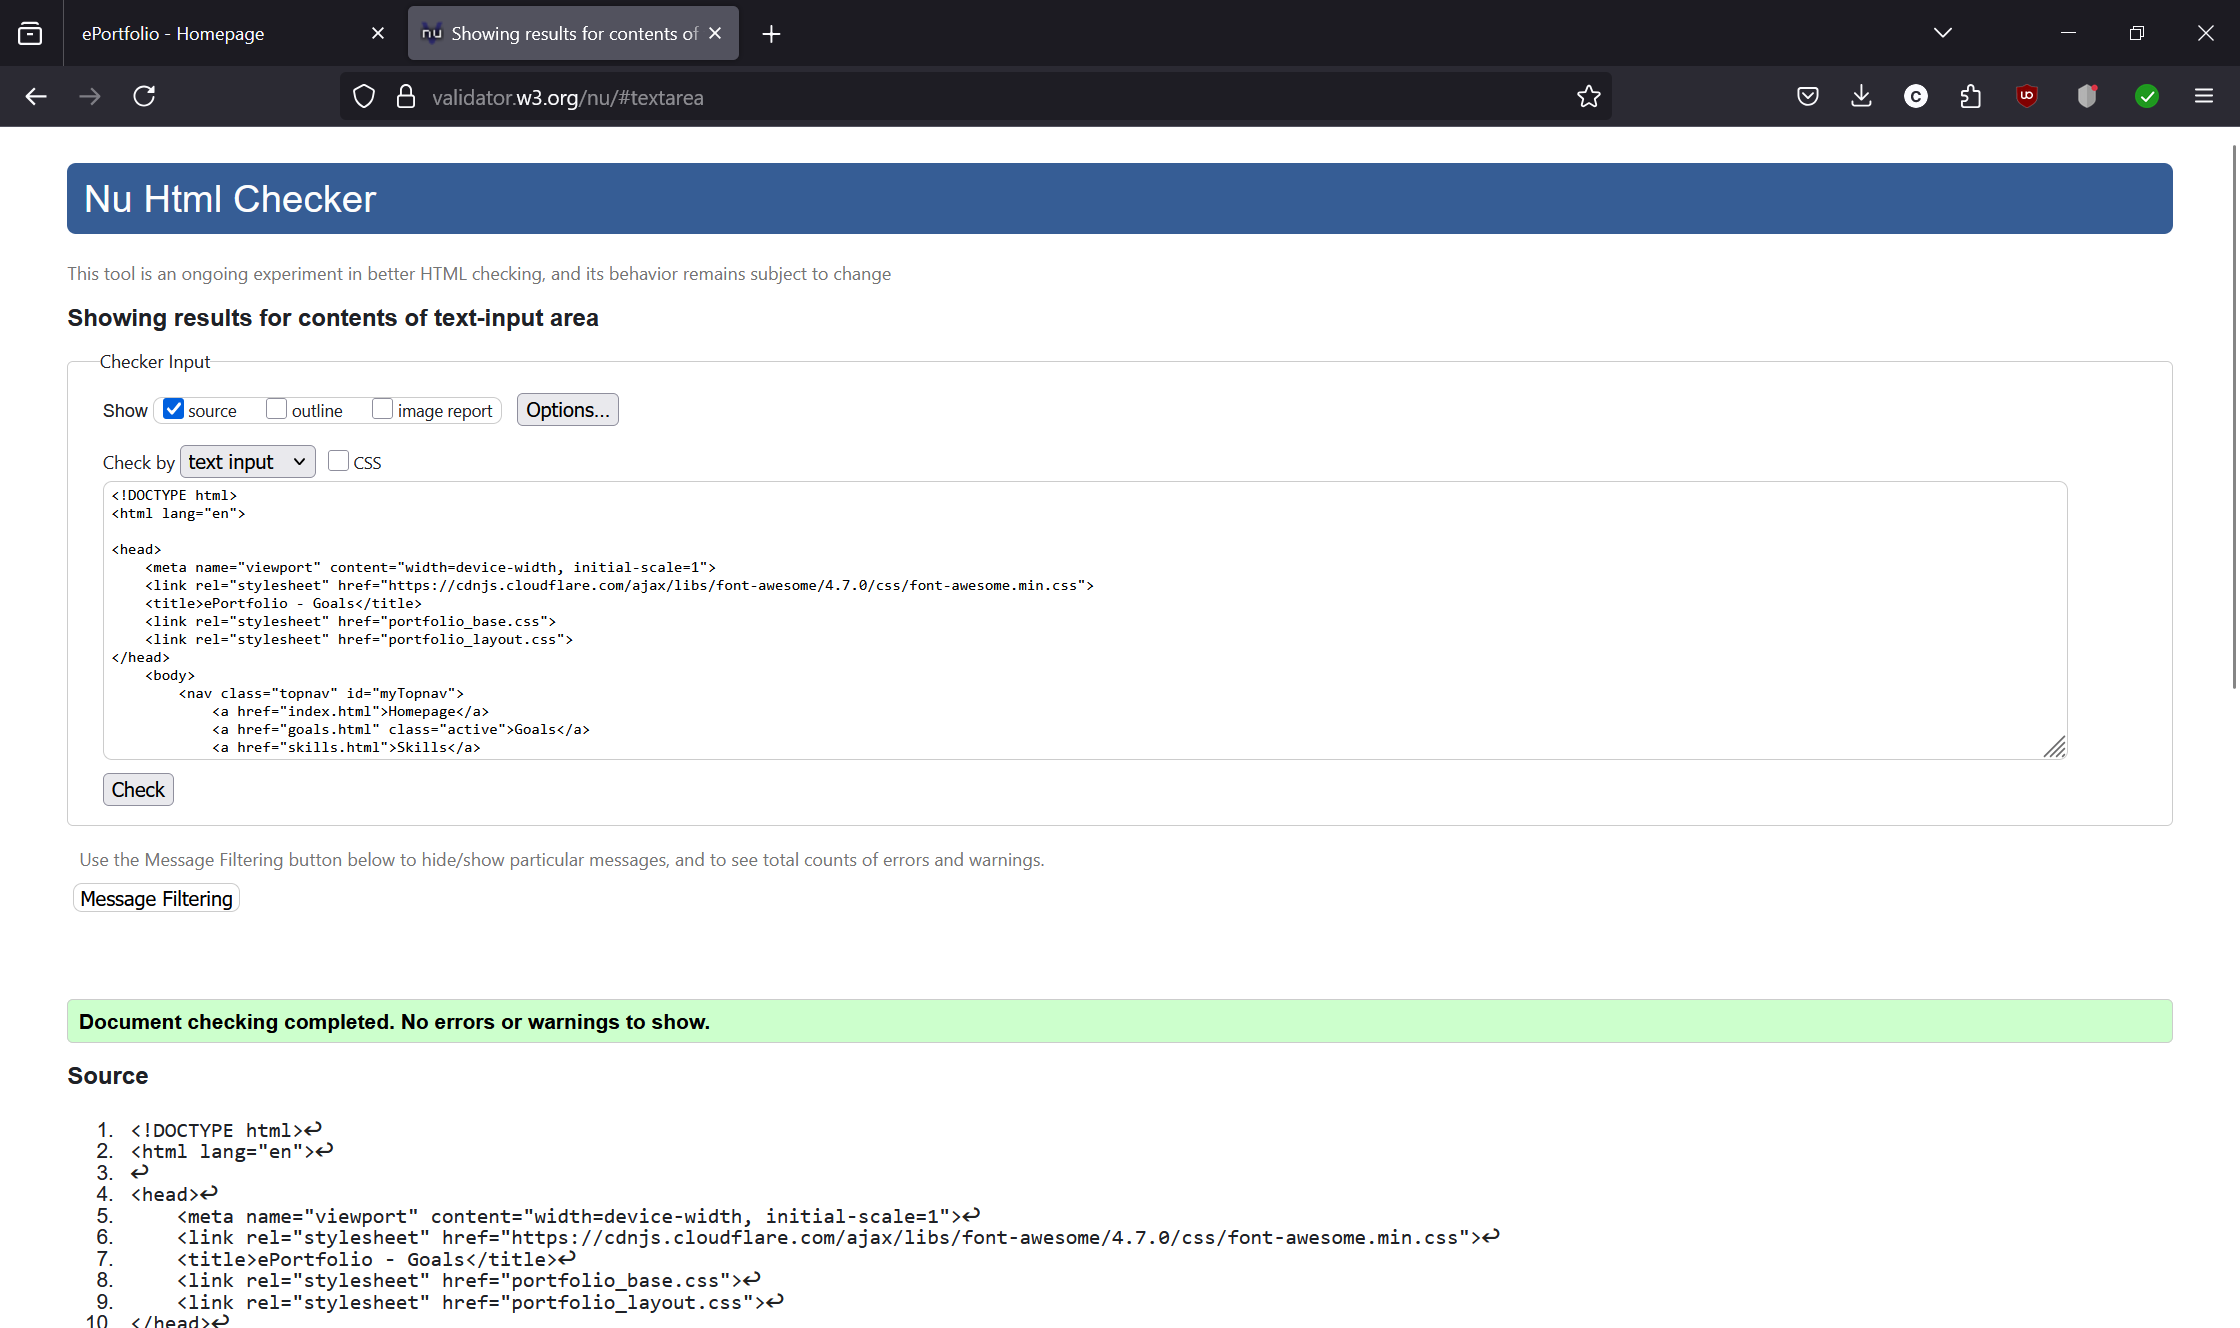 ePortfolio - Homepage
nu Showing results for contents of
validator.w3.org/nu/#textarea
Nu Html Checker
This tool is an ongoing experiment in better HTML checking, and its behavior remains subject to change
Showing results for contents of text-input area
Checker Input
Show source outline image report Options...
Check by text input CSS
<!DOCTYPE html>
<html lang="en">
<head>
    <meta name="viewport" content="width=device-width, initial-scale=1">
    <link rel="stylesheet" href="https://cdnjs.cloudflare.com/ajax/libs/font-awesome/4.7.0/css/font-awesome.min.css">
    <title>ePortfolio - Goals</title>
    <link rel="stylesheet" href="portfolio_base.css">
    <link rel="stylesheet" href="portfolio_layout.css">
</head>
    <body>
        <nav class="topnav" id="myTopnav">
            <a href="index.html">Homepage</a>
            <a href="goals.html" class="active">Goals</a>
            <a href="skills.html">Skills</a>
Check
Use the Message Filtering button below to hide/show particular messages, and to see total counts of errors and warnings.
Message Filtering
Document checking completed. No errors or warnings to show.
Source
1. <!DOCTYPE html>↩
2. <html lang="en">↩
3. ↩
4. <head>↩
5.     <meta name="viewport" content="width=device-width, initial-scale=1">↩
6.     <link rel="stylesheet" href="https://cdnjs.cloudflare.com/ajax/libs/font-awesome/4.7.0/css/font-awesome.min.css">↩
7.     <title>ePortfolio - Goals</title>↩
8.     <link rel="stylesheet" href="portfolio_base.css">↩
9.     <link rel="stylesheet" href="portfolio_layout.css">↩
10. </head>↩